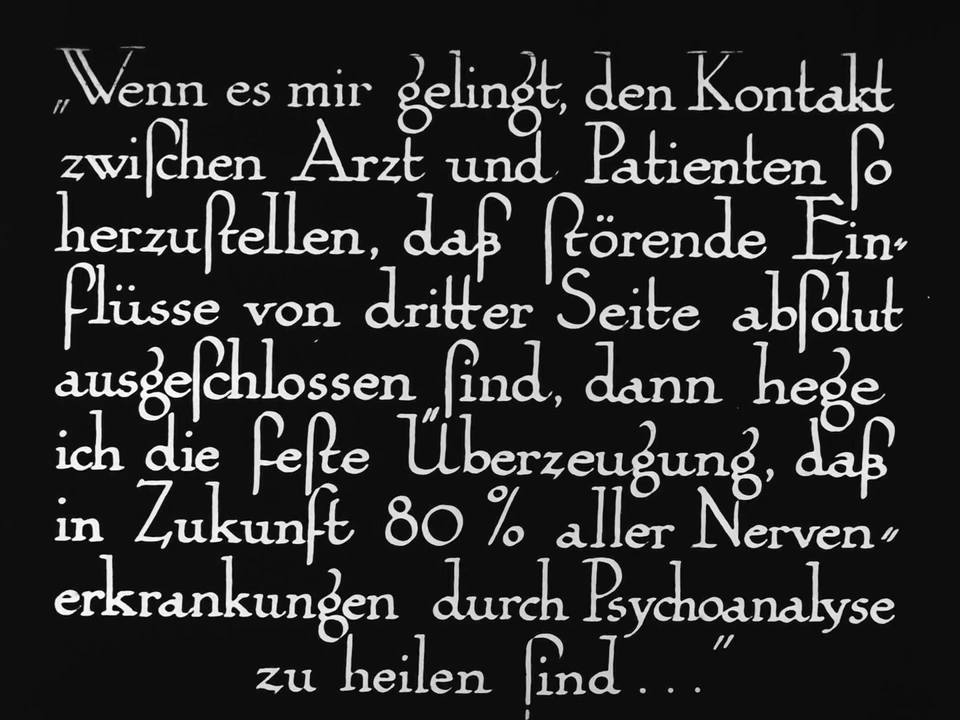 „Wenn es mir gelingt, den Kontakt
zwiſchen Arzt und Patienten ſo
herzuſtellen, daß ſtörende Ein-
flüsse von dritter Seite abſolut
ausgeſchlossen ſind, dann hege
ich die feſte Überzeugung, daß
in Zukunft 80 % aller Nerven-
erkrankungen durch Psychoanalyse
zu heilen ſind . . ."